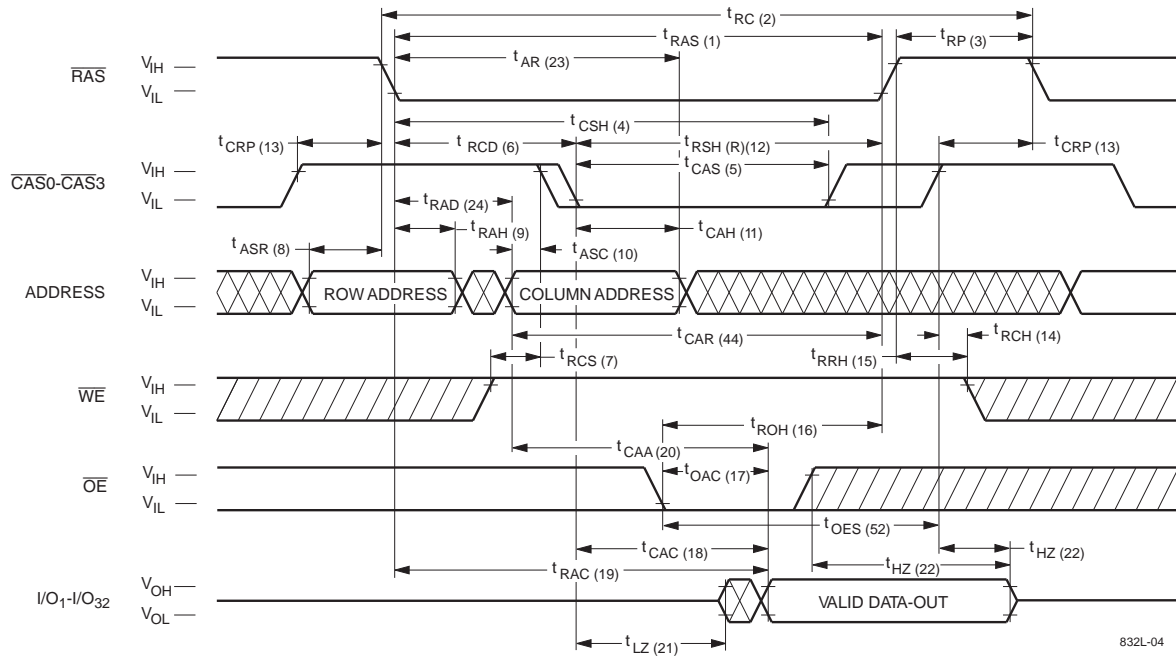 tRC (2)
tRAS (1)
tRP (3)
tAR (23)
RAS
VIH
VIL
tCSH (4)
tCRP (13)
tRCD (6)
tRSH (R)(12)
tCRP (13)
tCAS (5)
CAS0-CAS3
VIH
VIL
tRAD (24)
tRAH (9)
tCAH (11)
tASR (8)
tASC (10)
ADDRESS
VIH
VIL
ROW ADDRESS
COLUMN ADDRESS
tCAR (44)
tRCH (14)
tRCS (7)
tRRH (15)
WE
VIH
VIL
tROH (16)
tCAA (20)
tOAC (17)
OE
VIH
VIL
tOES (52)
tCAC (18)
tHZ (22)
tRAC (19)
tHZ (22)
I/O1-I/O32
VOH
VOL
VALID DATA-OUT
tLZ (21)
832L-04